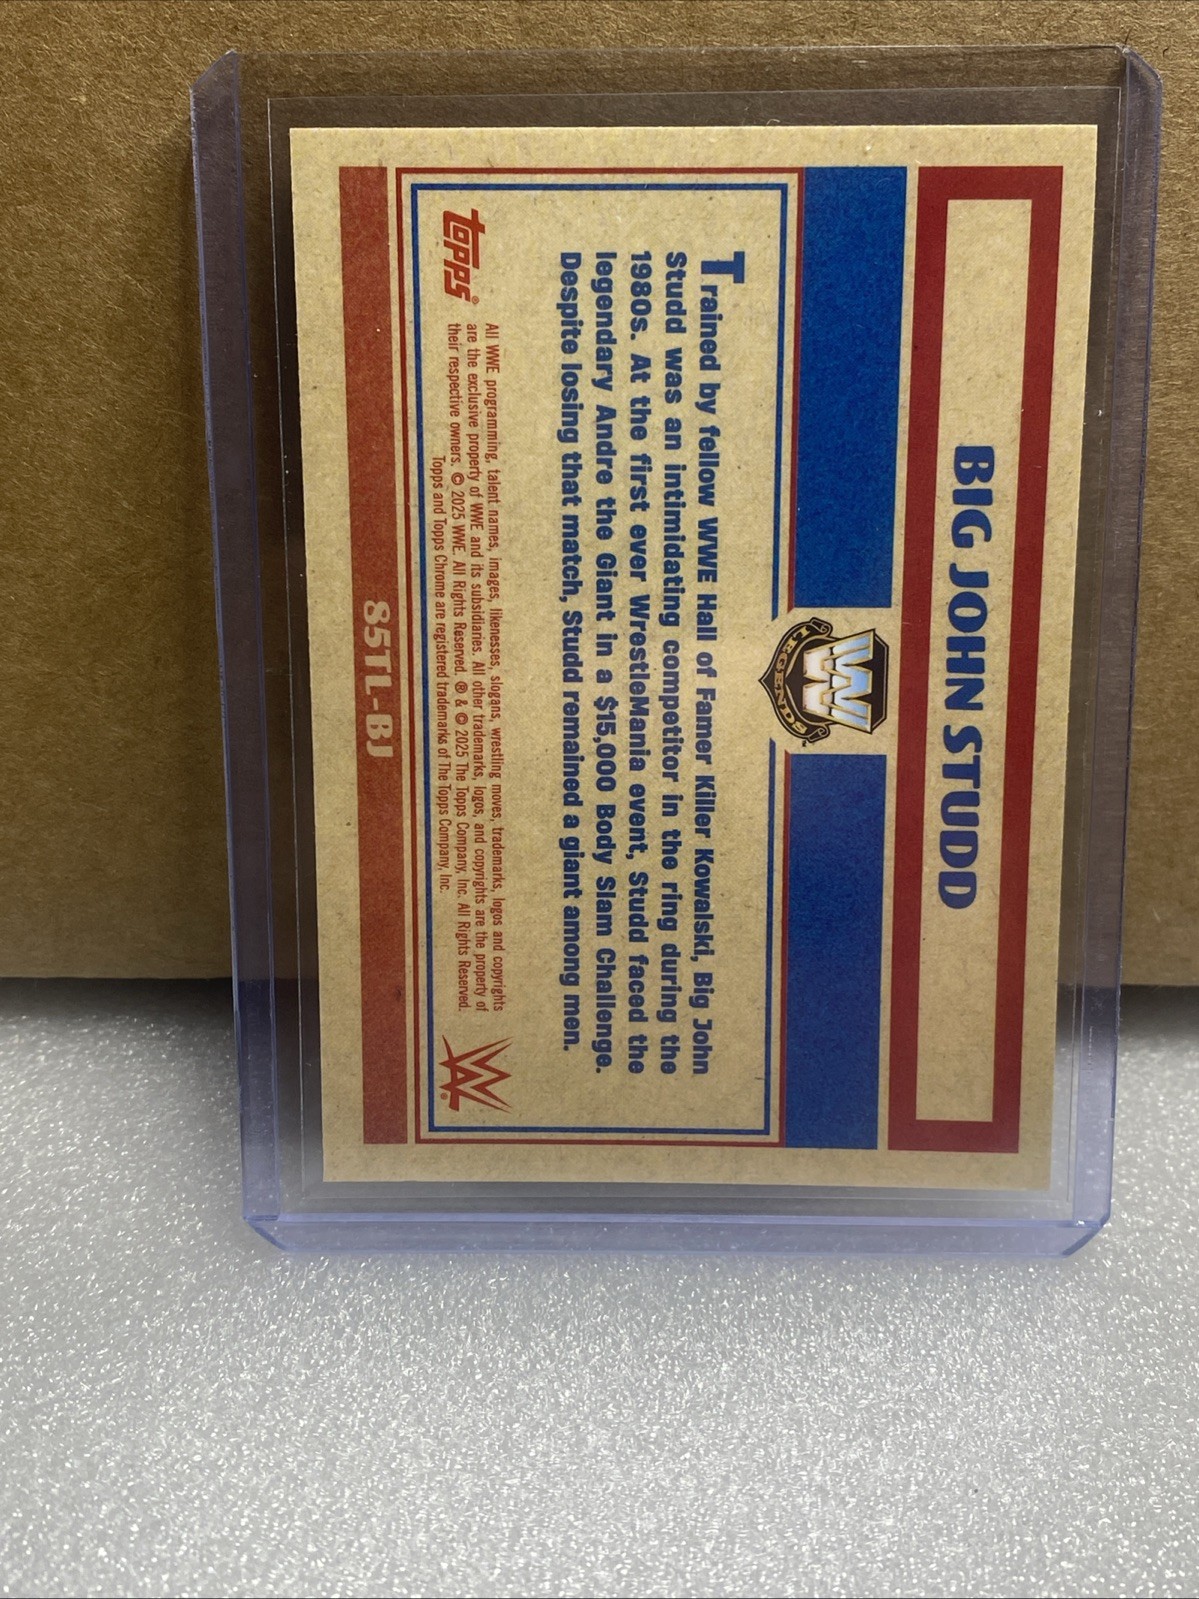 BIG JOHN STUDD
W
LEGENDS
Trained by fellow WWE Hall of Famer Killer Kowalski, Big John
Studd was an intimidating competitor in the ring during the
1980s. At the first ever WrestleMania event, Studd faced the
legendary Andre the Giant in a $15,000 Body Slam Challenge.
Despite losing that match, Studd remained a giant among men.
topps®
All WWE programming, talent names, images, likenesses, slogans, wrestling moves, trademarks, logos and copyrights
are the exclusive property of WWE and its subsidiaries. All other trademarks, logos, and copyrights are the property of
their respective owners. © 2025 WWE. All Rights Reserved. ® & © 2025 The Topps Company, Inc. All Rights Reserved.
Topps and Topps Chrome are registered trademarks of The Topps Company, Inc.
W®
85TL-BJ